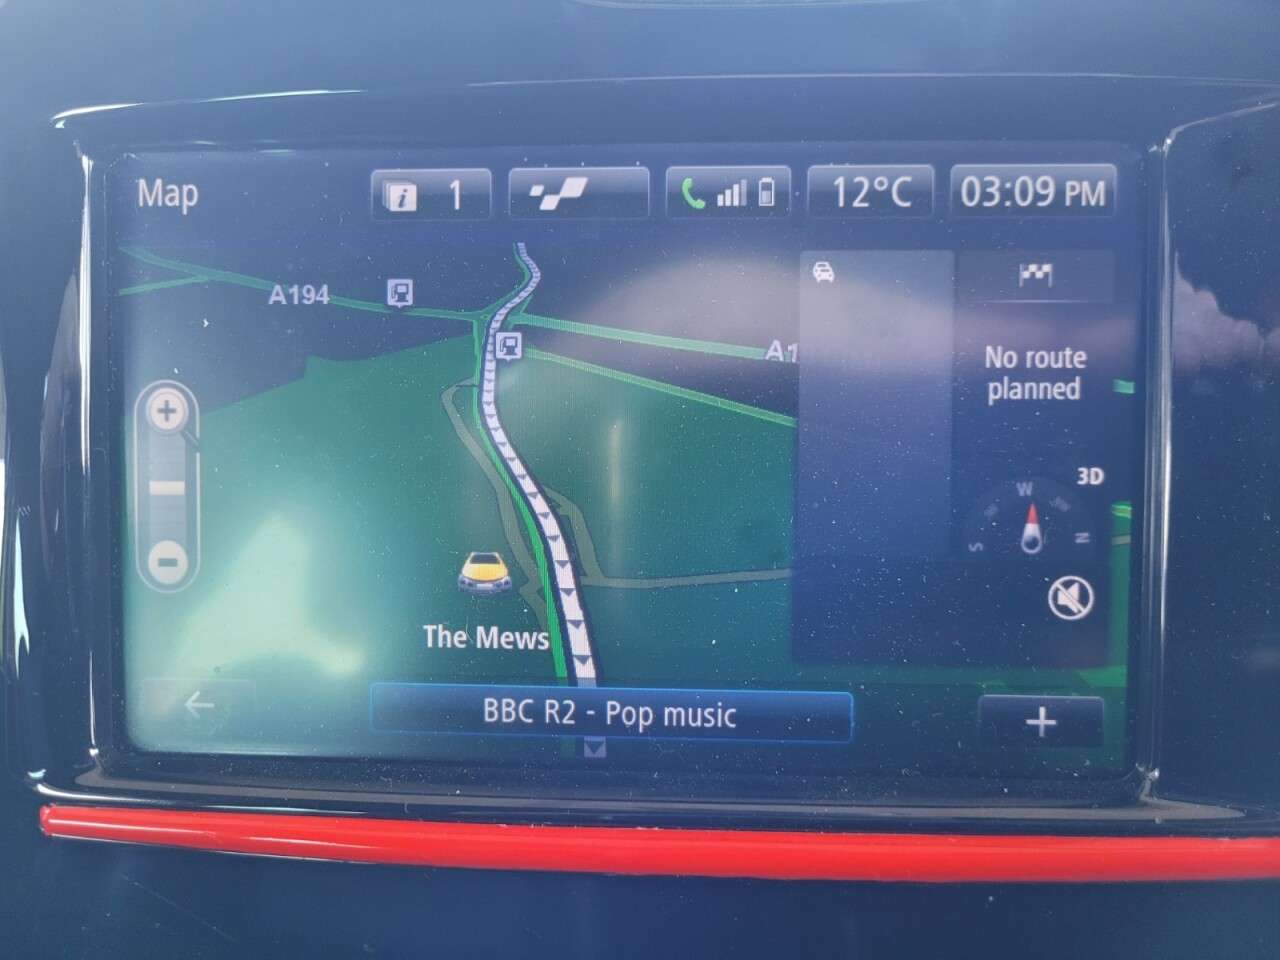 Map
1
12°C
03:09 PM
A194
A1
No route
planned
3D
W
N
S
The Mews
BBC R2 - Pop music